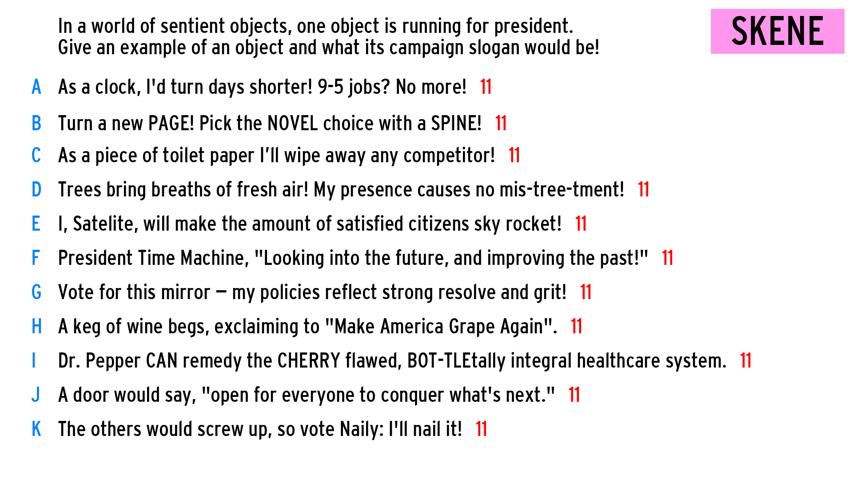 In a world of sentient objects, one object is running for president.
Give an example of an object and what its campaign slogan would be!
SKENE
A As a clock, I'd turn days shorter! 9-5 jobs? No more! 11
B Turn a new PAGE! Pick the NOVEL choice with a SPINE! 11
C As a piece of toilet paper I’ll wipe away any competitor! 11
D Trees bring breaths of fresh air! My presence causes no mis-tree-tment! 11
E I, Satelite, will make the amount of satisfied citizens sky rocket! 11
F President Time Machine, "Looking into the future, and improving the past!" 11
G Vote for this mirror – my policies reflect strong resolve and grit! 11
H A keg of wine begs, exclaiming to "Make America Grape Again". 11
I Dr. Pepper CAN remedy the CHERRY flawed, BOT-TLEtally integral healthcare system. 11
J A door would say, "open for everyone to conquer what's next." 11
K The others would screw up, so vote Naily: I'll nail it! 11